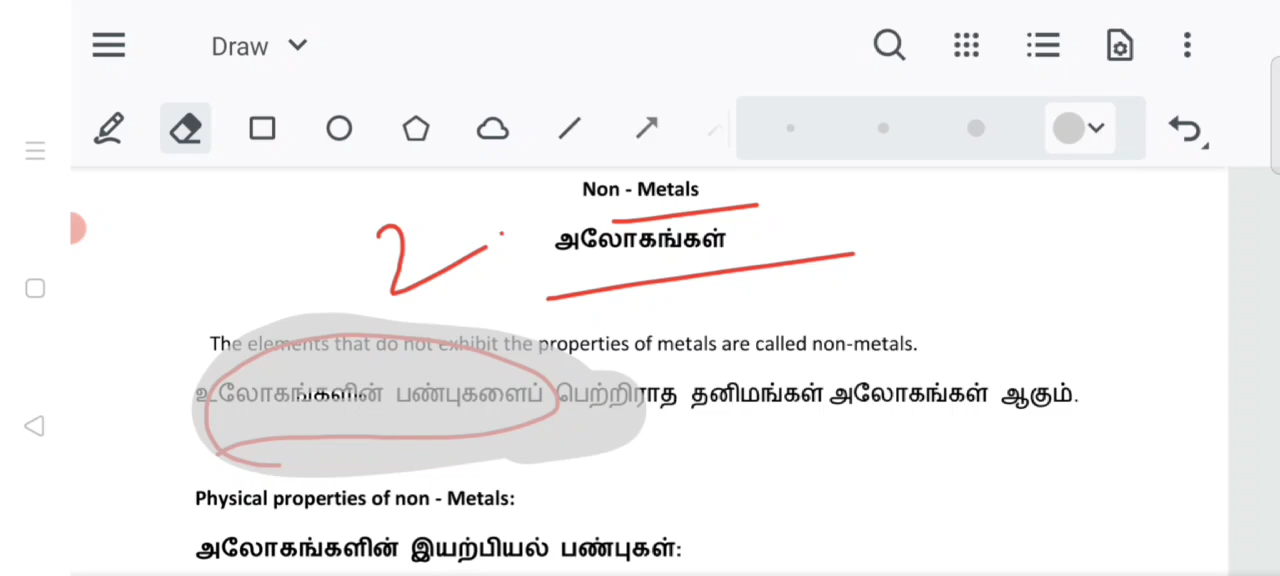 Draw
Non - Metals
2
அலோகங்கள்
The elements that do not exhibit the properties of metals are called non-metals.
உலோகங்களின் பண்புகளைப் பெற்றிராத தனிமங்கள் அலோகங்கள் ஆகும்.
Physical properties of non - Metals:
அலோகங்களின் இயற்பியல் பண்புகள்: